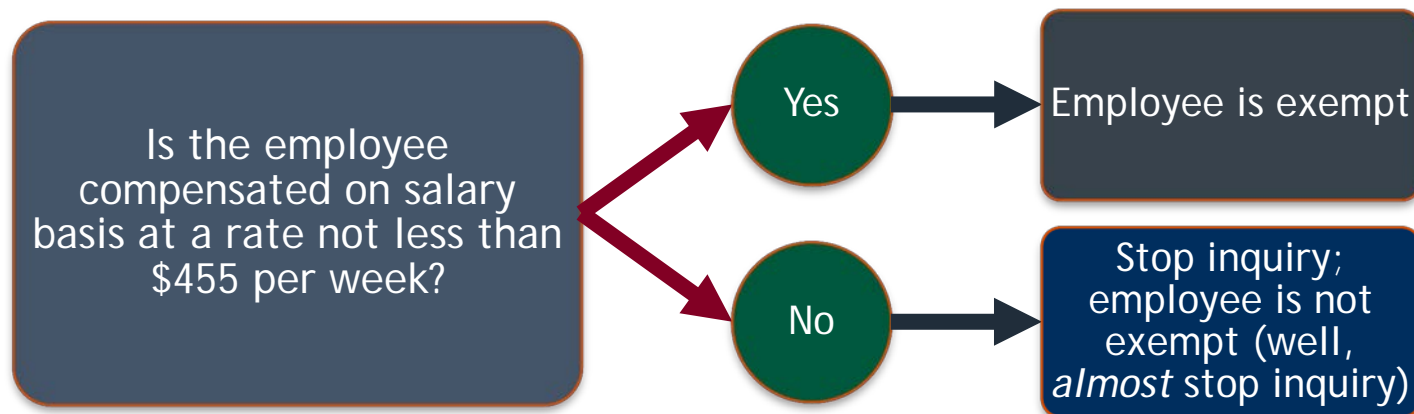 Is the employee
compensated on salary
basis at a rate not less than
$455 per week?
Yes
Employee is exempt
No
Stop inquiry;
employee is not
exempt (well,
almost stop inquiry)